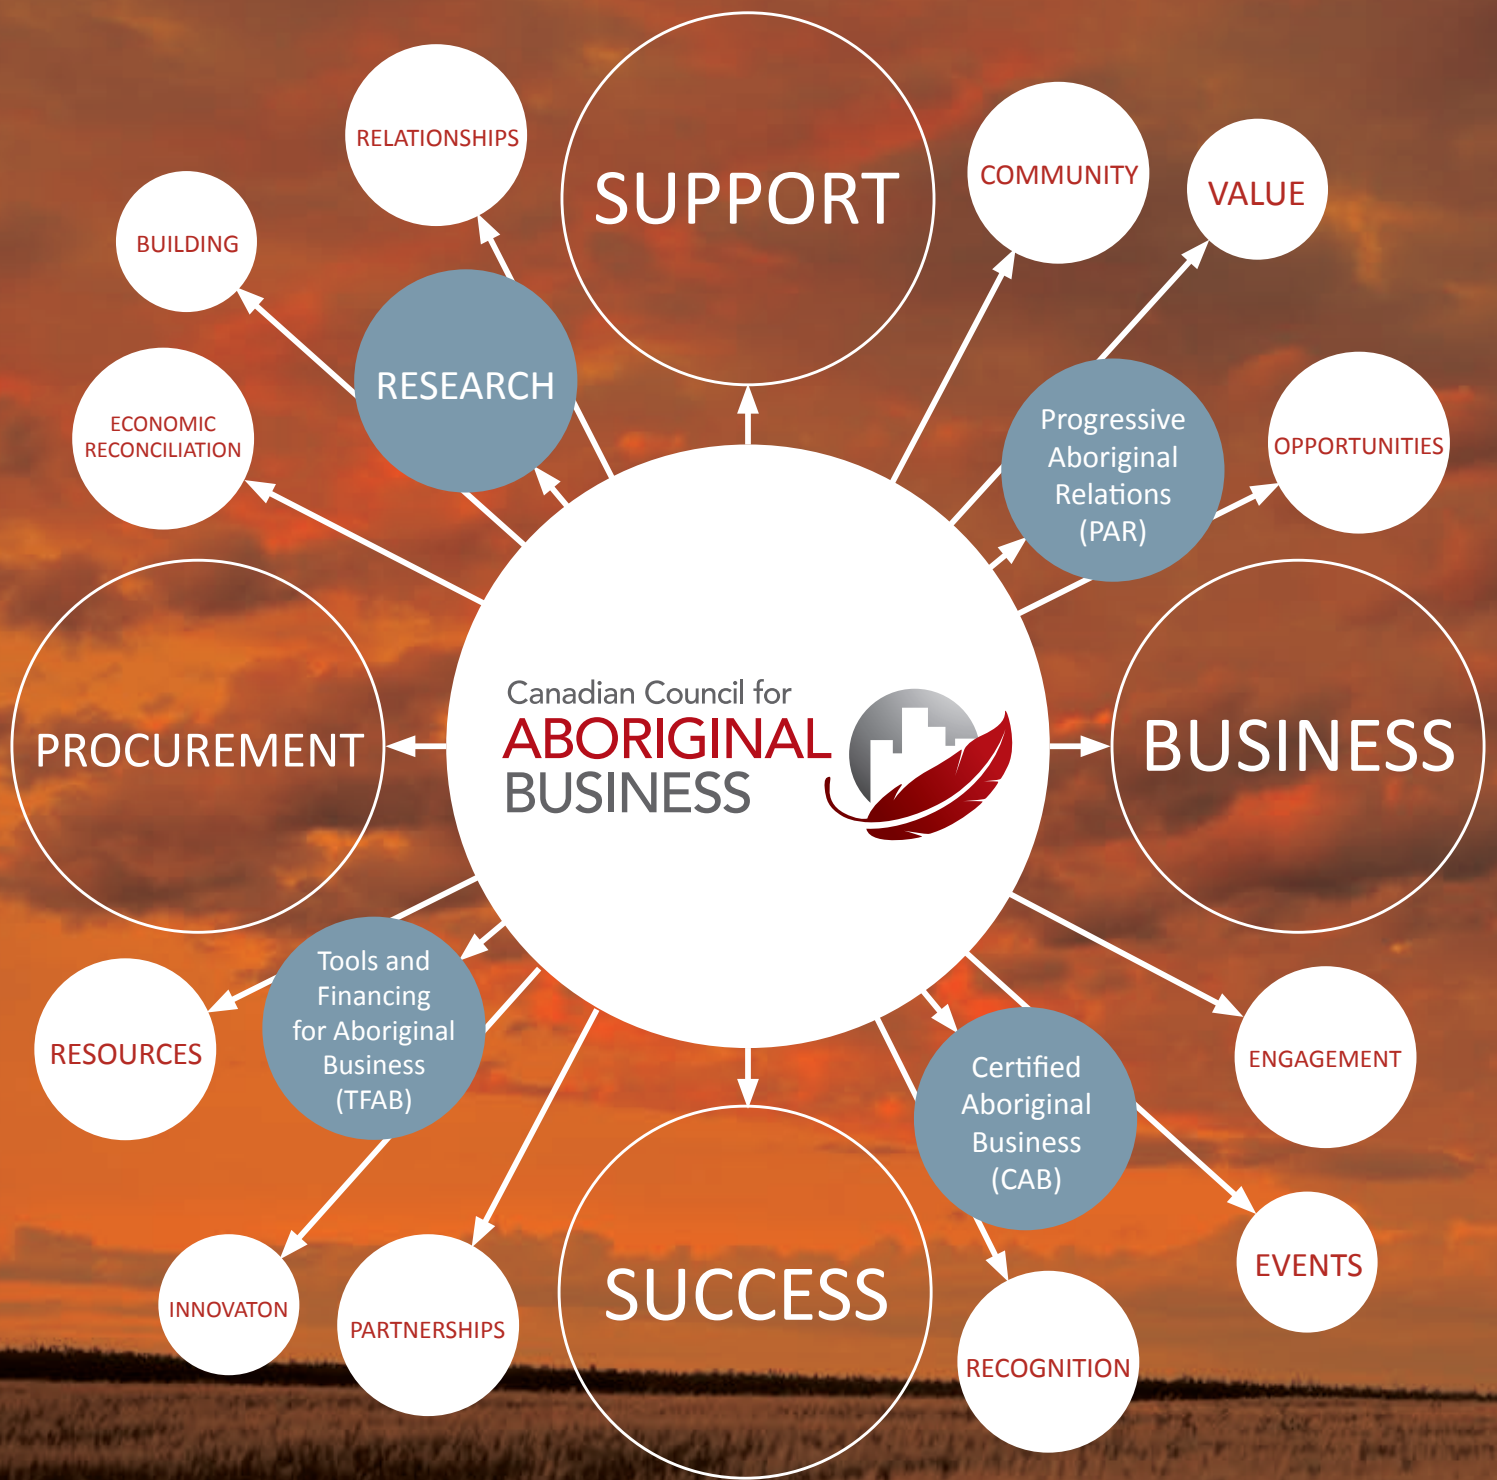 RELATIONSHIPS
SUPPORT
COMMUNITY
VALUE
BUILDING
RESEARCH
Progressive
Aboriginal
Relations
(PAR)
OPPORTUNITIES
ECONOMIC
RECONCILIATION
PROCUREMENT
Canadian Council for
ABORIGINAL
BUSINESS
BUSINESS
RESOURCES
Tools and
Financing
for Aboriginal
Business
(TFAB)
Certified
Aboriginal
Business
(CAB)
ENGAGEMENT
INNOVATON
PARTNERSHIPS
SUCCESS
RECOGNITION
EVENTS